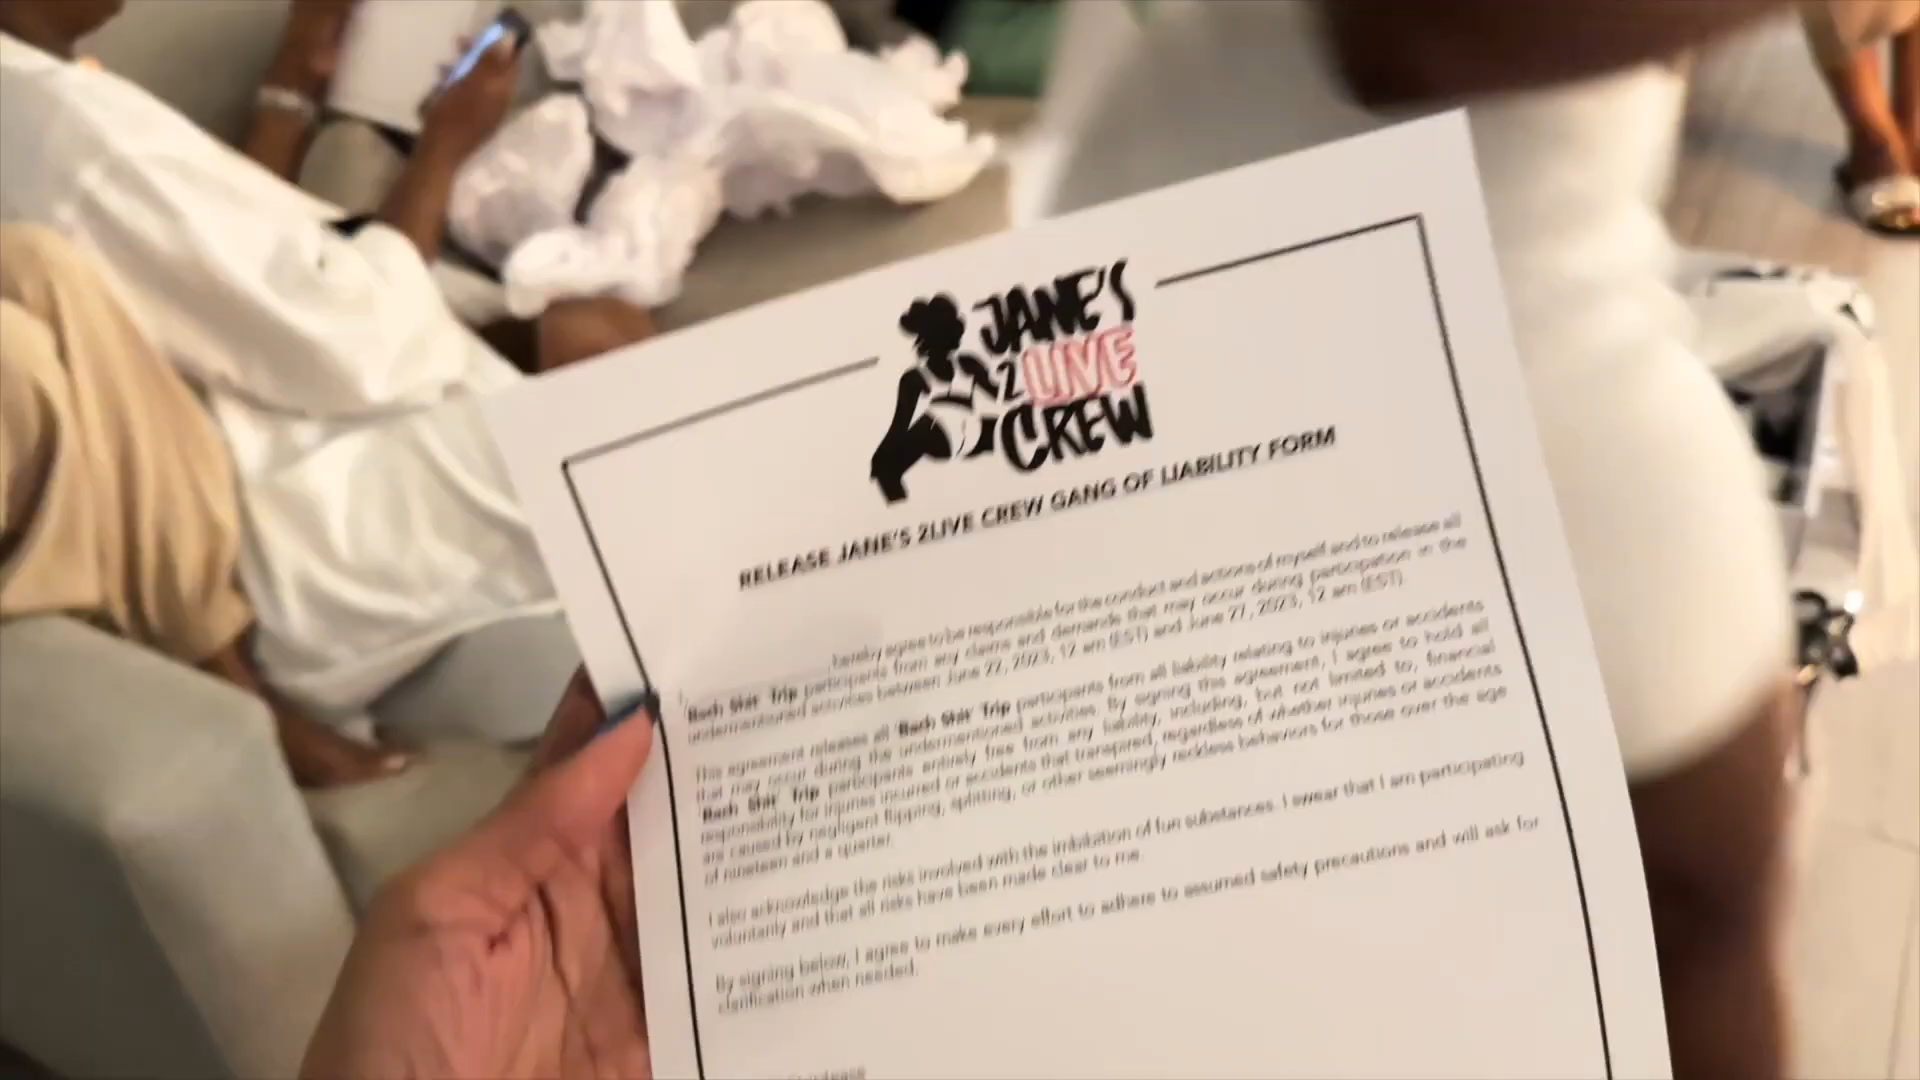 JANE'S
2 LIVE
CREW
RELEASE JANE'S 2LIVE CREW GANG OF LIABILITY FORM
, hereby agree to be responsible for the conduct and actions of myself and to release all
Trip participants from any claims and demands that may occur during participation in the
undermentioned activities between June 22, 2023, 12 am (EST) and June 27, 2023, 12 am (EST)
This agreement releases all 'Bach Shit' Trip participants from all liability relating to injuries or accidents
that may occur during the undermentioned activities. By signing this agreement, I agree to hold all
'Bach Shit' Trip participants entirely free from any liability, including, but not limited to, financial
responsibility for injuries incurred or accidents that transpired, regardless of whether injuries or accidents
are caused by negligent flipping, splitting, or other seemingly reckless behaviors for those over the age
of nineteen and a quarter.
I also acknowledge the risks involved with the imbibition of fun substances. I swear that I am participating
voluntarily and that all risks have been made clear to me.
By signing below, I agree to make every effort to adhere to assumed safety precautions and will ask for
clarification when needed.